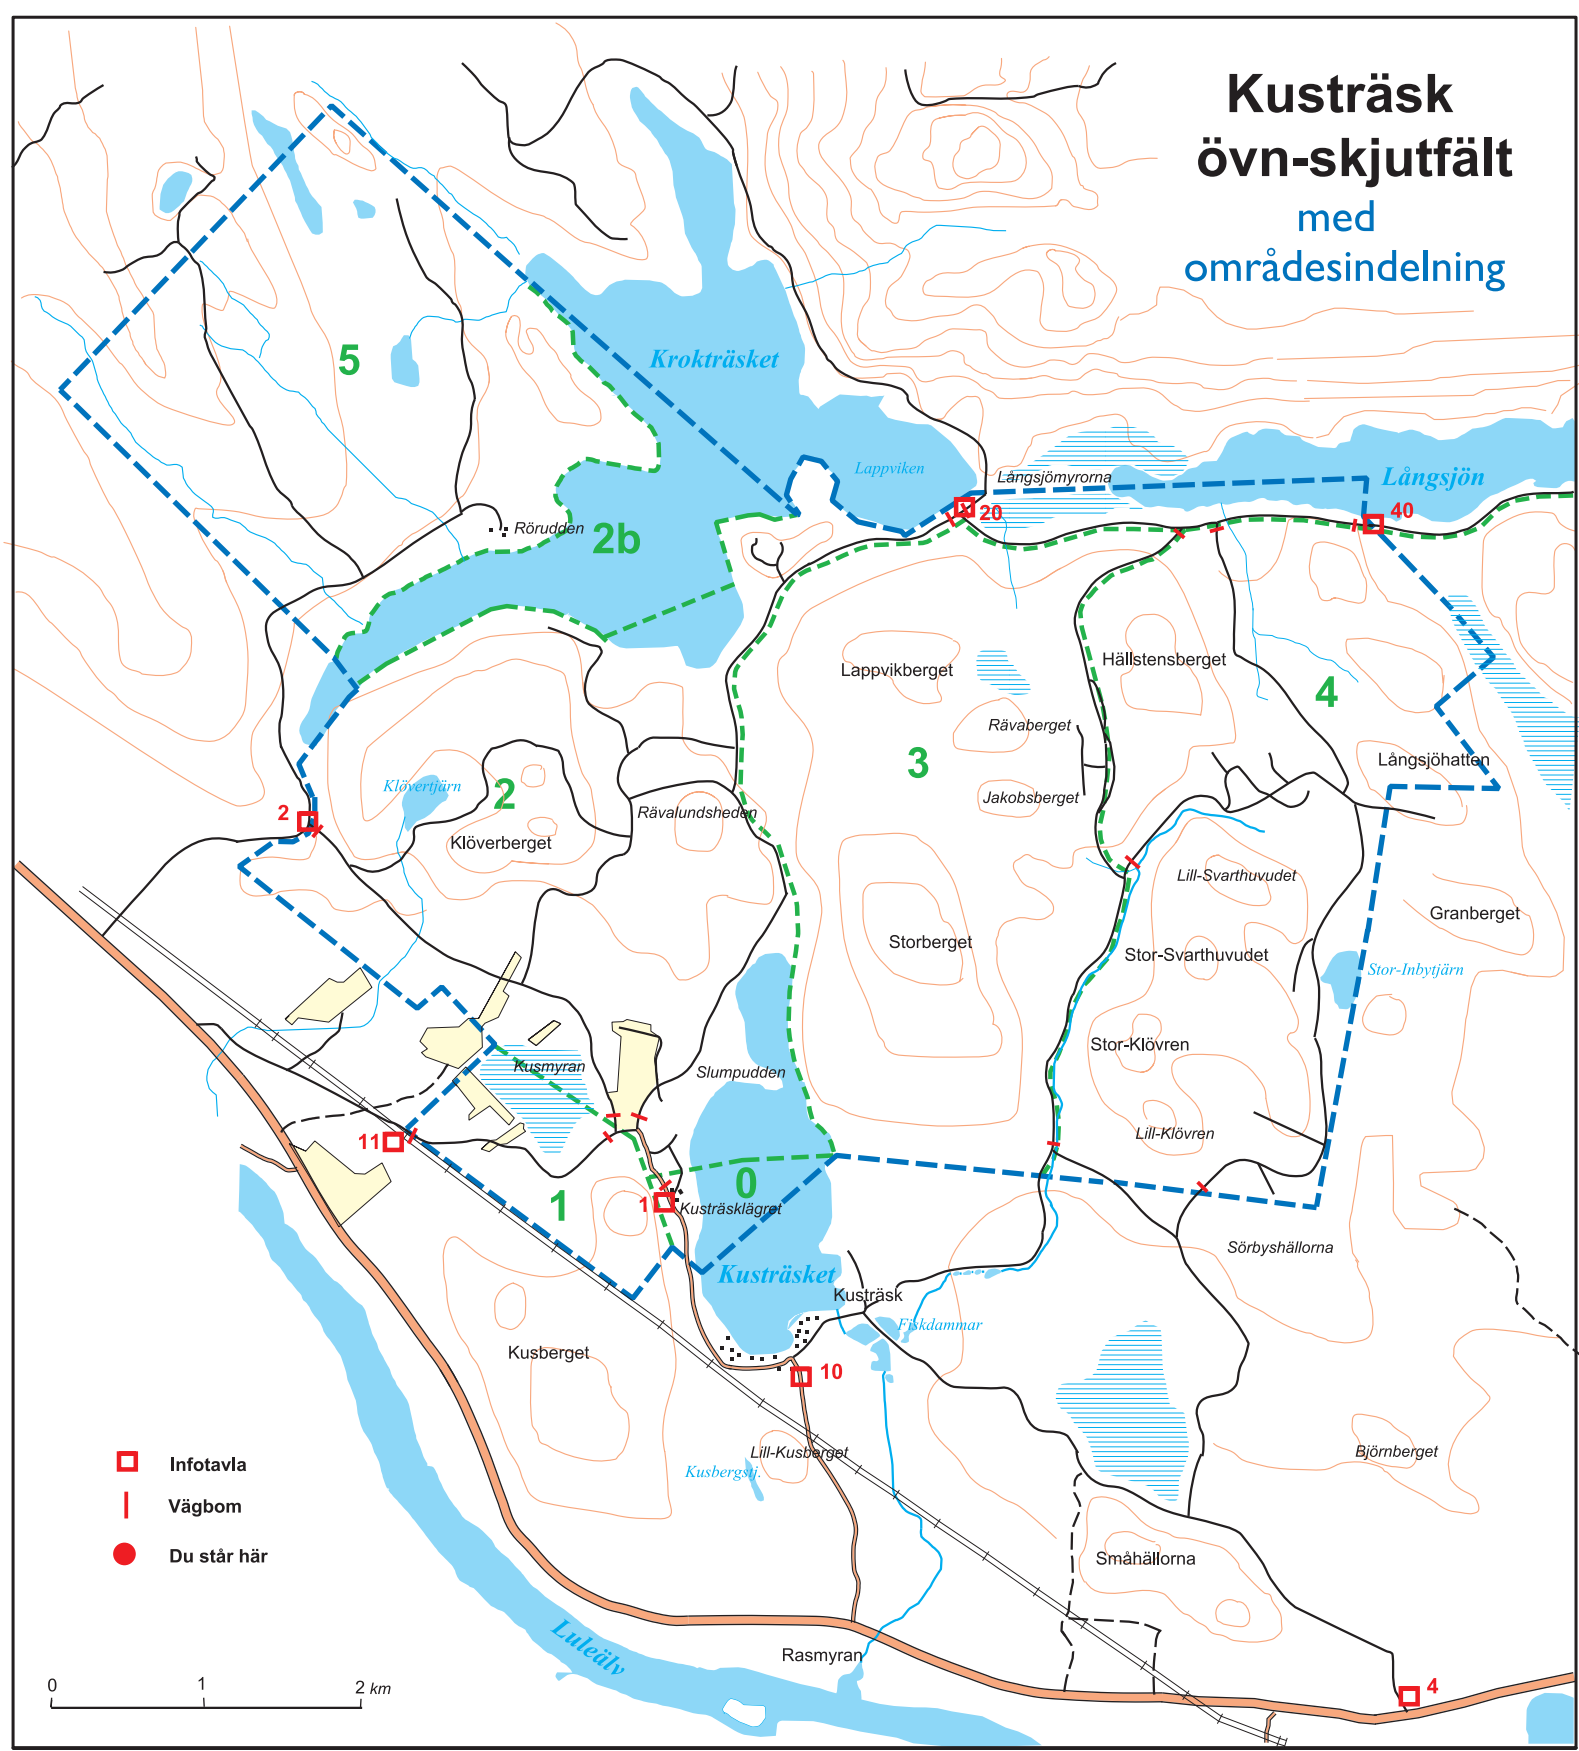 Kusträsk
övn-skjutfält
med
områdesindelning
5
Krokträsket
Lappviken
Långsjömyrorna
Långsjön
20
40
Rörudden
2b
Lappvikberget
Hällstensberget
4
Rävaberget
3
Långsjöhatten
Klövertjärn
2
2
Jakobsberget
Rävalundsheden
Klöverberget
Lill-Svarthuvudet
Granberget
Storberget
Stor-Svarthuvudet
Stor-Inbytjärn
Stor-Klövren
Kusmyran
Slumpudden
Lill-Klövren
11
0
1
1
Kusträsklägret
Sörbyshällorna
Kusträsket
Kusträsk
Fiskdammar
Kusberget
10
Lill-Kusberget
Björnberget
Kusbergstj.
Infotavla
Vägbom
Du står här
Småhällorna
Luleälv
Rasmyran
0 1 2 km
4